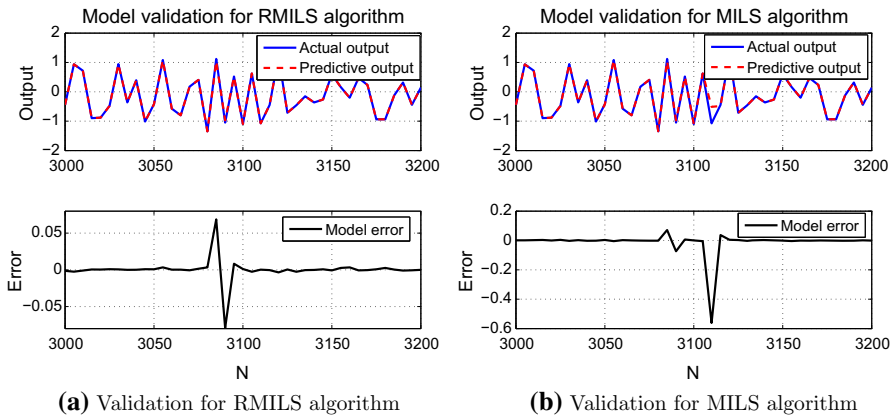 Model validation for RMILS algorithm
Output
2
1
0
−1
−2
Actual output
Predictive output
3000
3050
3100
3150
3200
Error
0.05
0
−0.05
Model error
3000
3050
3100
3150
3200
N
(a) Validation for RMILS algorithm
Model validation for MILS algorithm
Output
2
1
0
−1
−2
Actual output
Predictive output
3000
3050
3100
3150
3200
Error
0.2
0
−0.2
−0.4
−0.6
Model error
3000
3050
3100
3150
3200
N
(b) Validation for MILS algorithm